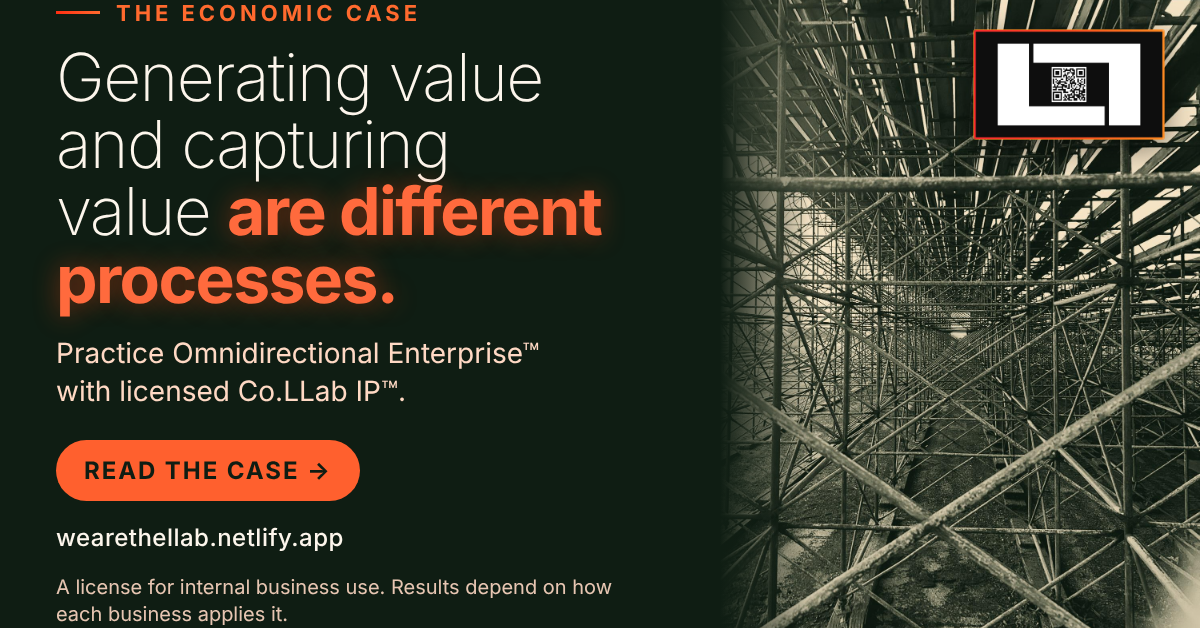 THE ECONOMIC CASE
Generating value
and capturing
value are different
processes.
Practice Omnidirectional Enterprise™
with licensed Co.LLab IP™.
READ THE CASE →
wearethellab.netlify.app
A license for internal business use. Results depend on how
each business applies it.